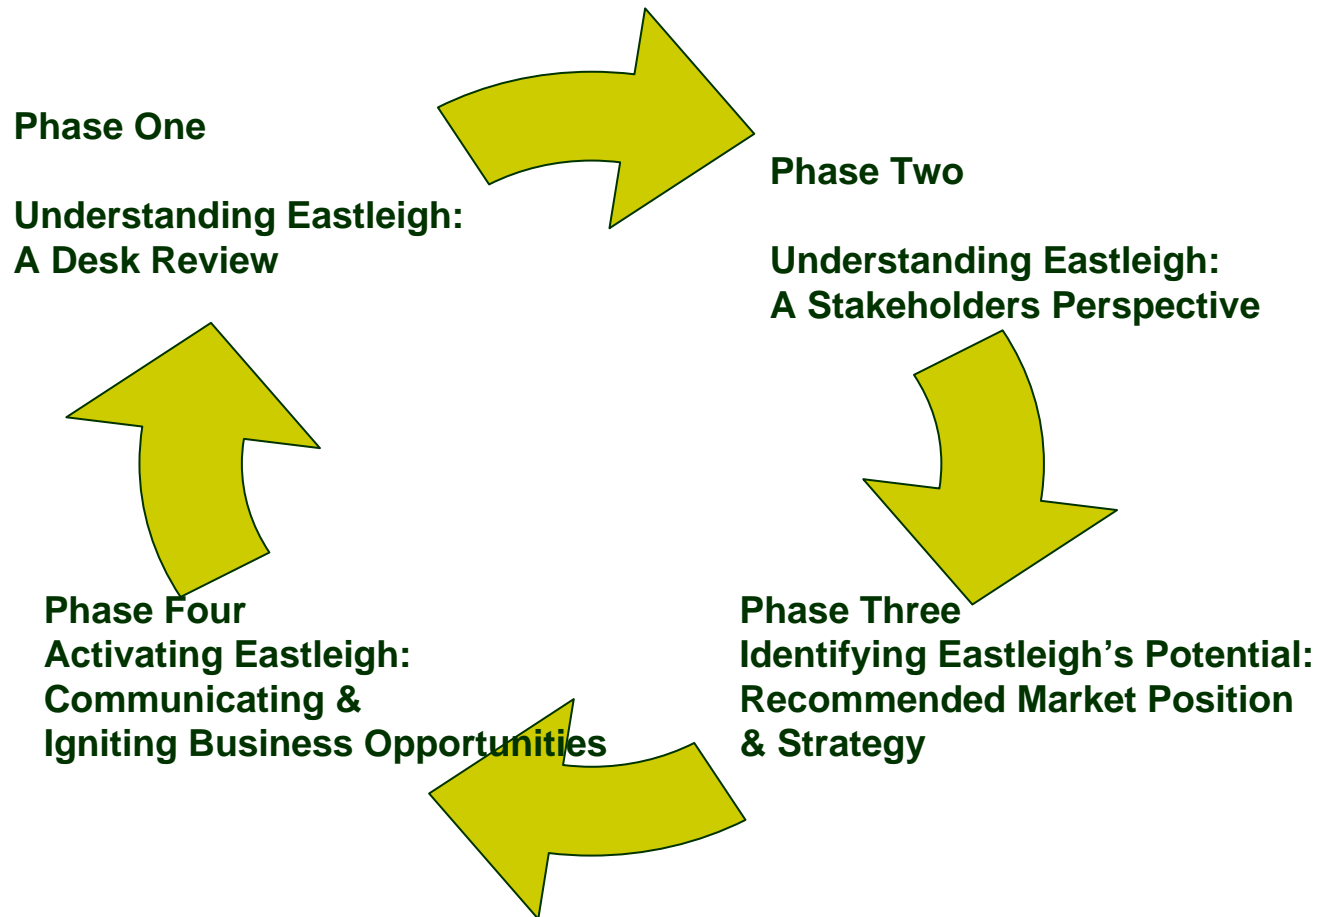 Phase One
Understanding Eastleigh:
A Desk Review
Phase Two
Understanding Eastleigh:
A Stakeholders Perspective
Phase Three
Identifying Eastleigh’s Potential:
Recommended Market Position
& Strategy
Phase Four
Activating Eastleigh:
Communicating &
Igniting Business Opportunities